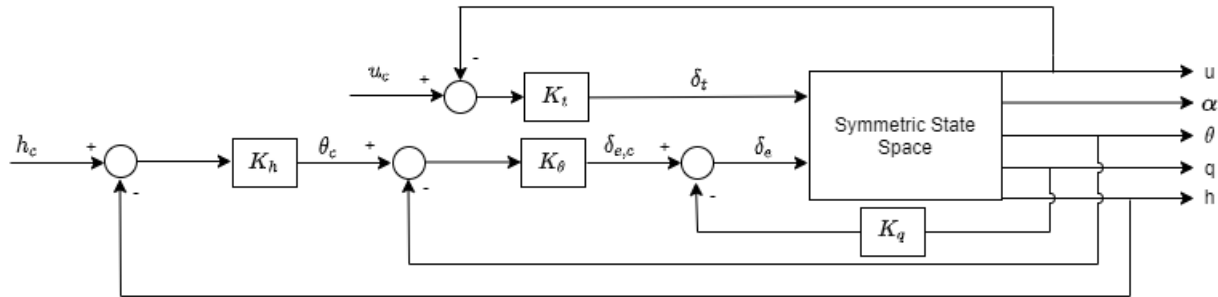 -
u_c
+
K_t
δ_t
u
α
Symmetric State
Space
θ
q
h
h_c
+
-
K_h
θ_c
+
-
K_θ
δ_{e,c}
+
-
δ_e
K_q